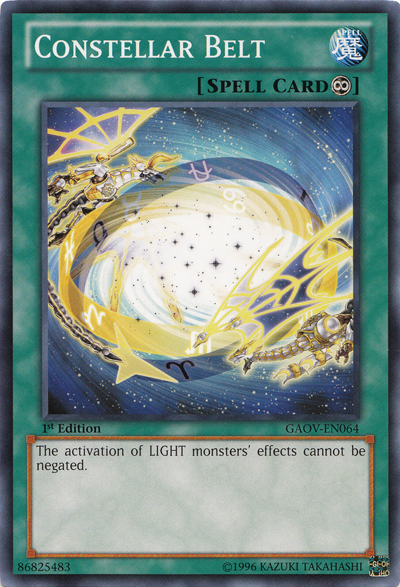 CONSTELLAR BELT
SPELL
魔
[SPELL CARD]
1st Edition
GAOV-EN064
The activation of LIGHT monsters' effects cannot be
negated.
86825483
©1996 KAZUKI TAKAHASHI